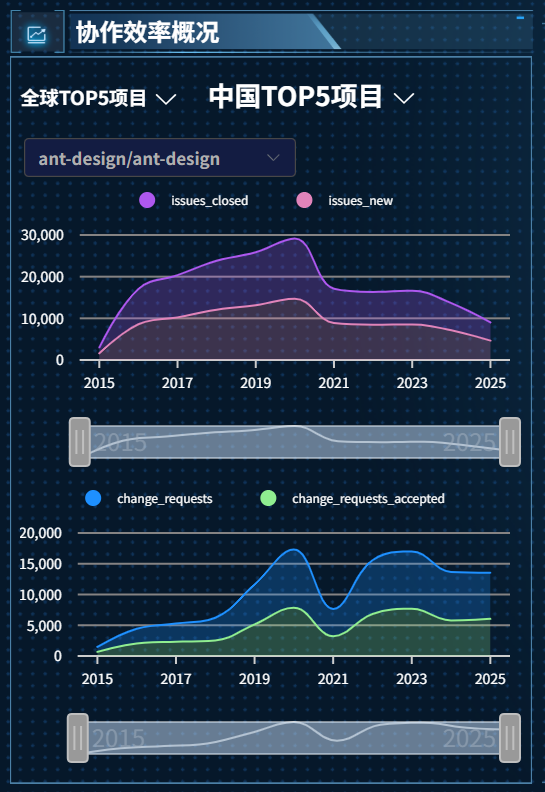 协作效率概况
全球TOP5项目 中国TOP5项目
ant-design/ant-design
issues_closed issues_new
30,000
20,000
10,000
0
2015 2017 2019 2021 2023 2025
2015 2025
change_requests change_requests_accepted
20,000
15,000
10,000
5,000
0
2015 2017 2019 2021 2023 2025
2015 2025